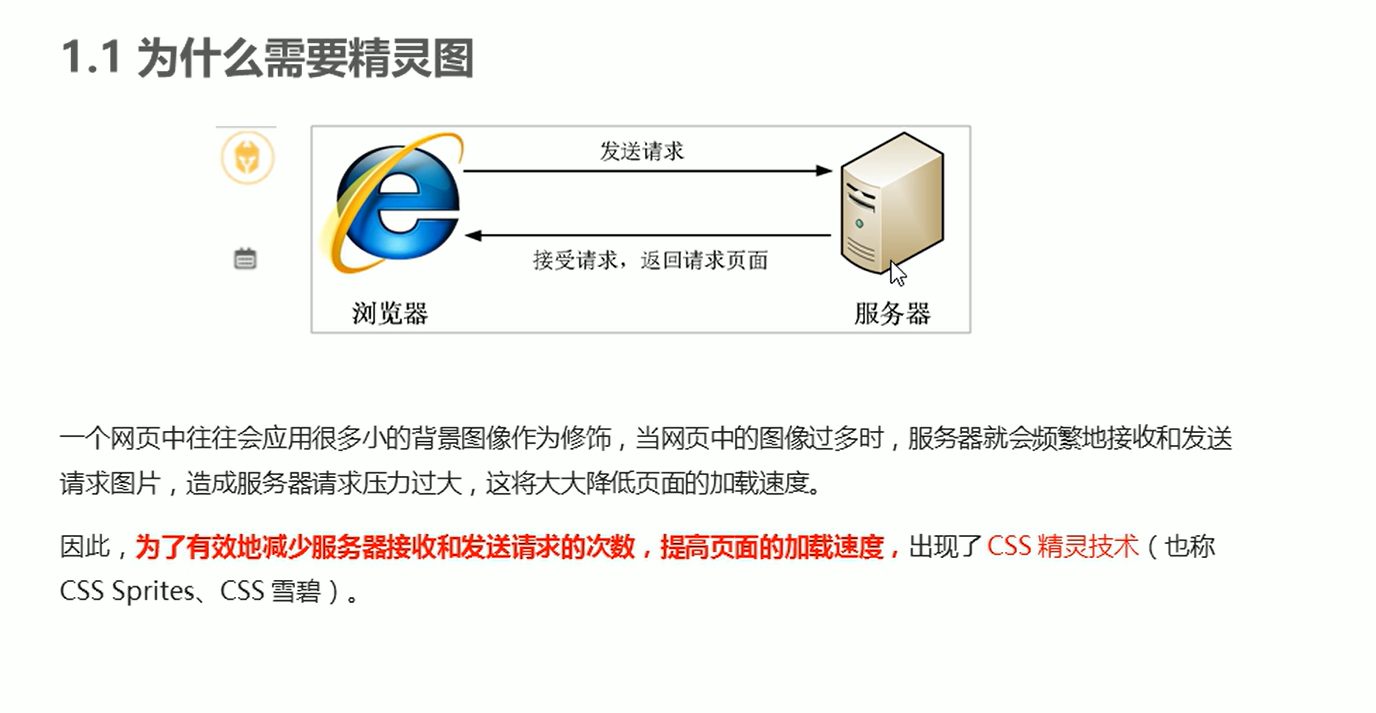 1.1 为什么需要精灵图
发送请求
接受请求，返回请求页面
浏览器
服务器
一个网页中往往会应用很多小的背景图像作为修饰，当网页中的图像过多时，服务器就会频繁地接收和发送
请求图片，造成服务器请求压力过大，这将大大降低页面的加载速度。
因此，为了有效地减少服务器接收和发送请求的次数，提高页面的加载速度，出现了 CSS 精灵技术（也称
CSS Sprites、CSS 雪碧）。